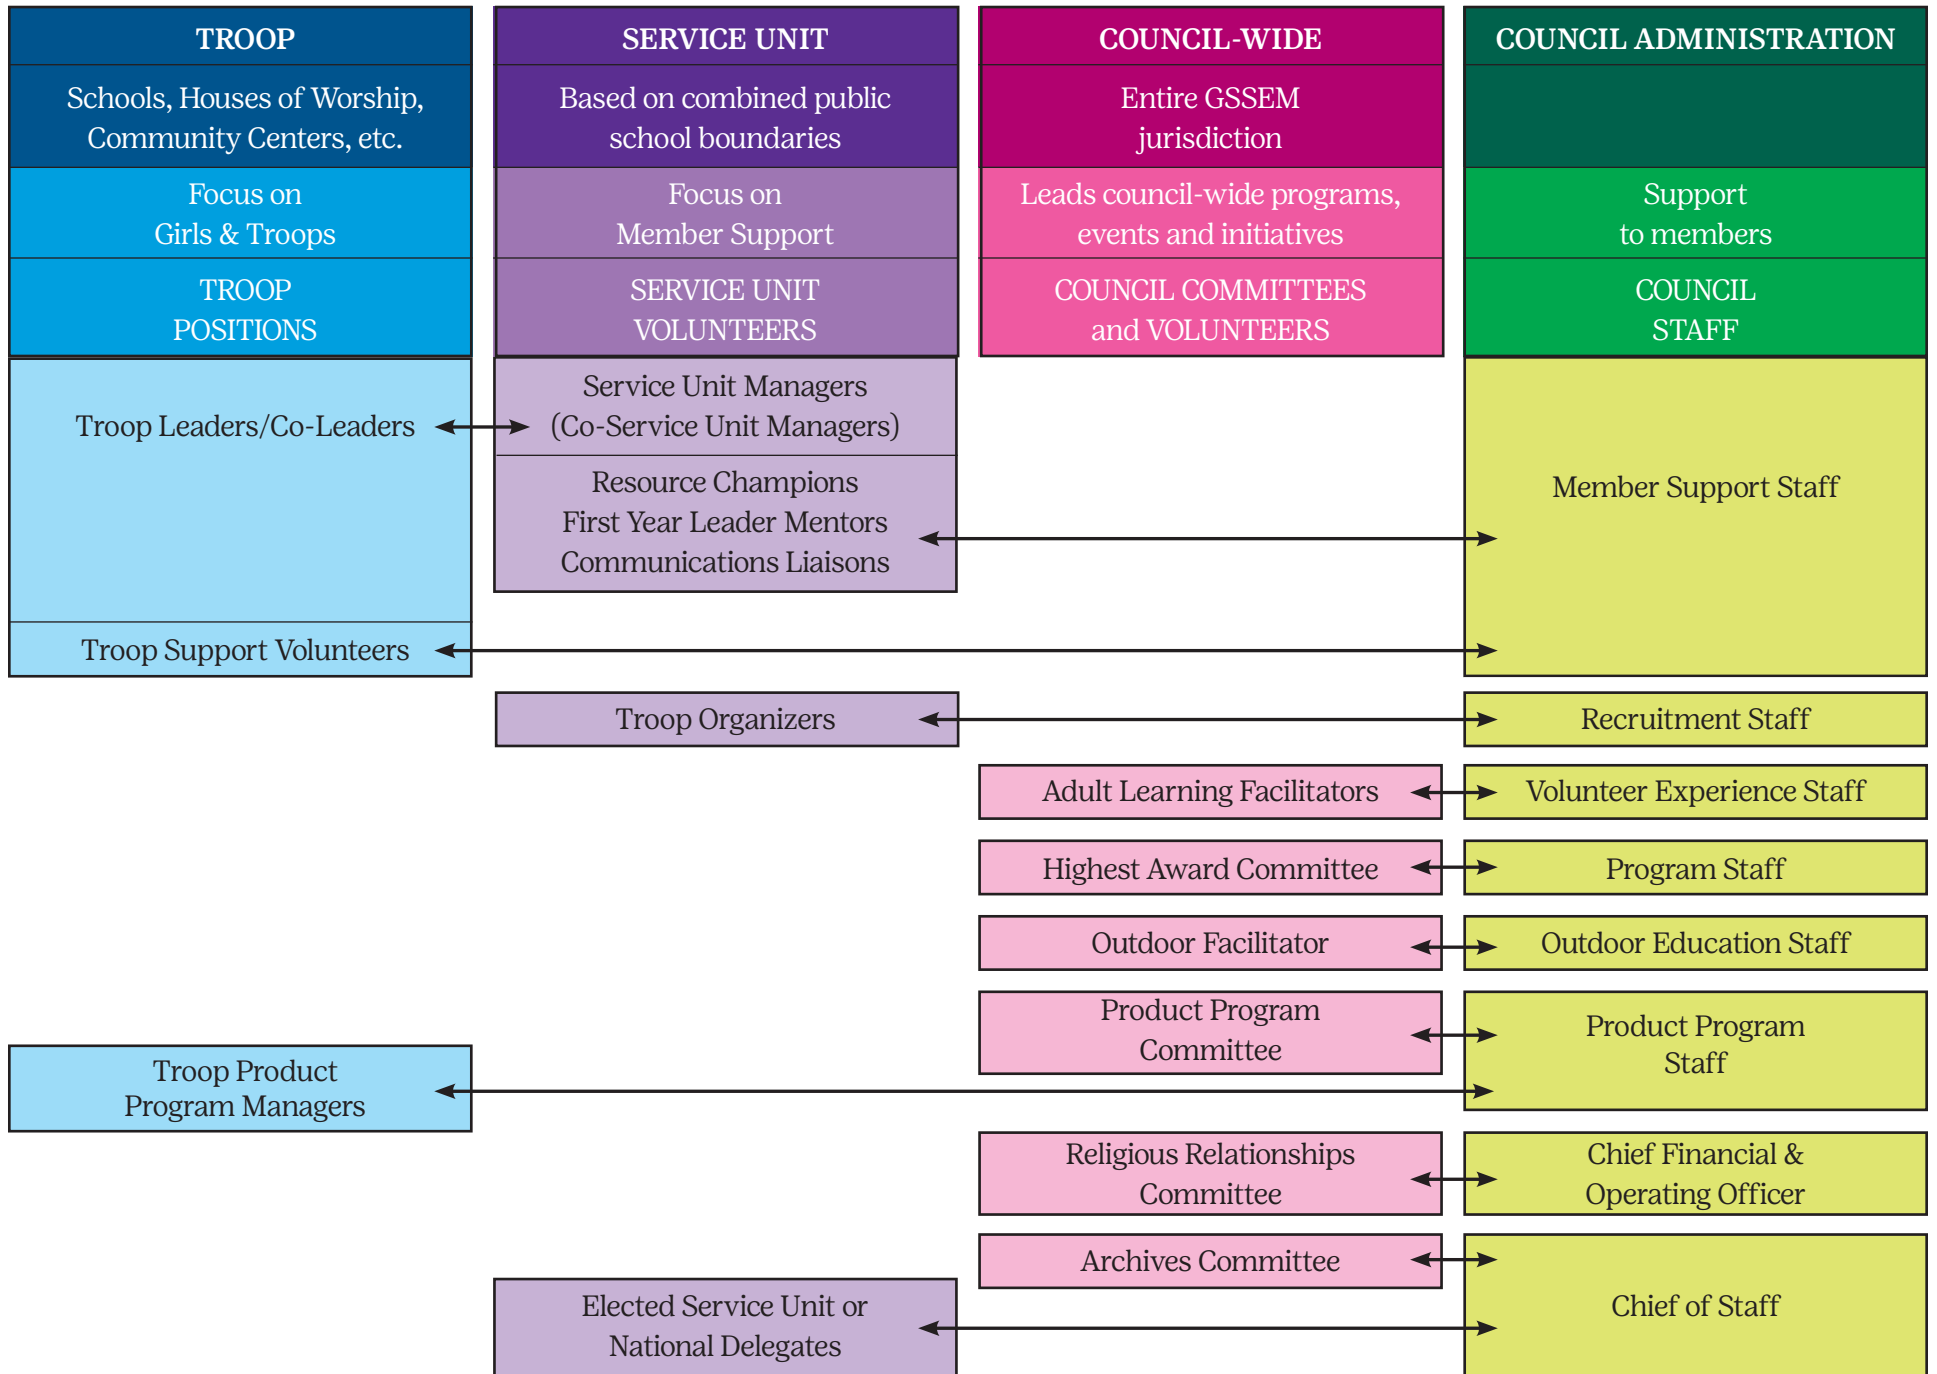 TROOP
Schools, Houses of Worship,
Community Centers, etc.
Focus on
Girls & Troops
TROOP
POSITIONS
SERVICE UNIT
Based on combined public
school boundaries
Focus on
Member Support
SERVICE UNIT
VOLUNTEERS
COUNCIL-WIDE
Entire GSSEM
jurisdiction
Leads council-wide programs,
events and initiatives
COUNCIL COMMITTEES
and VOLUNTEERS
COUNCIL ADMINISTRATION
Support
to members
COUNCIL
STAFF
Troop Leaders/Co-Leaders
Service Unit Managers
(Co-Service Unit Managers)
Resource Champions
First Year Leader Mentors
Communications Liaisons
Member Support Staff
Troop Support Volunteers
Troop Organizers
Recruitment Staff
Adult Learning Facilitators
Volunteer Experience Staff
Highest Award Committee
Program Staff
Outdoor Facilitator
Outdoor Education Staff
Product Program
Committee
Product Program
Staff
Troop Product
Program Managers
Religious Relationships
Committee
Chief Financial &
Operating Officer
Archives Committee
Chief of Staff
Elected Service Unit or
National Delegates